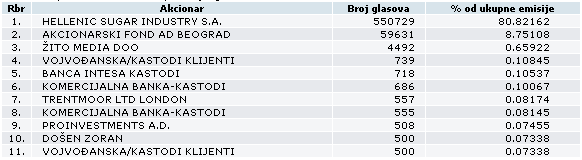 Rbr Akcionar Broj glasova % od ukupne emisije
1. HELLENIC SUGAR INDUSTRY S.A. 550729 80.82162
2. AKCIONARSKI FOND AD BEOGRAD 59631 8.75108
3. ŽITO MEDIA DOO 4492 0.65922
4. VOJVOĐANSKA/KASTODI KLIJENTI 739 0.10845
5. BANCA INTESA KASTODI 718 0.10537
6. KOMERCIJALNA BANKA-KASTODI 686 0.10067
7. TRENTMOOR LTD LONDON 557 0.08174
8. KOMERCIJALNA BANKA-KASTODI 555 0.08145
9. PROINVESTMENTS A.D. 508 0.07455
10. DOŠEN ZORAN 500 0.07338
11. VOJVOĐANSKA/KASTODI KLIJENTI 500 0.07338